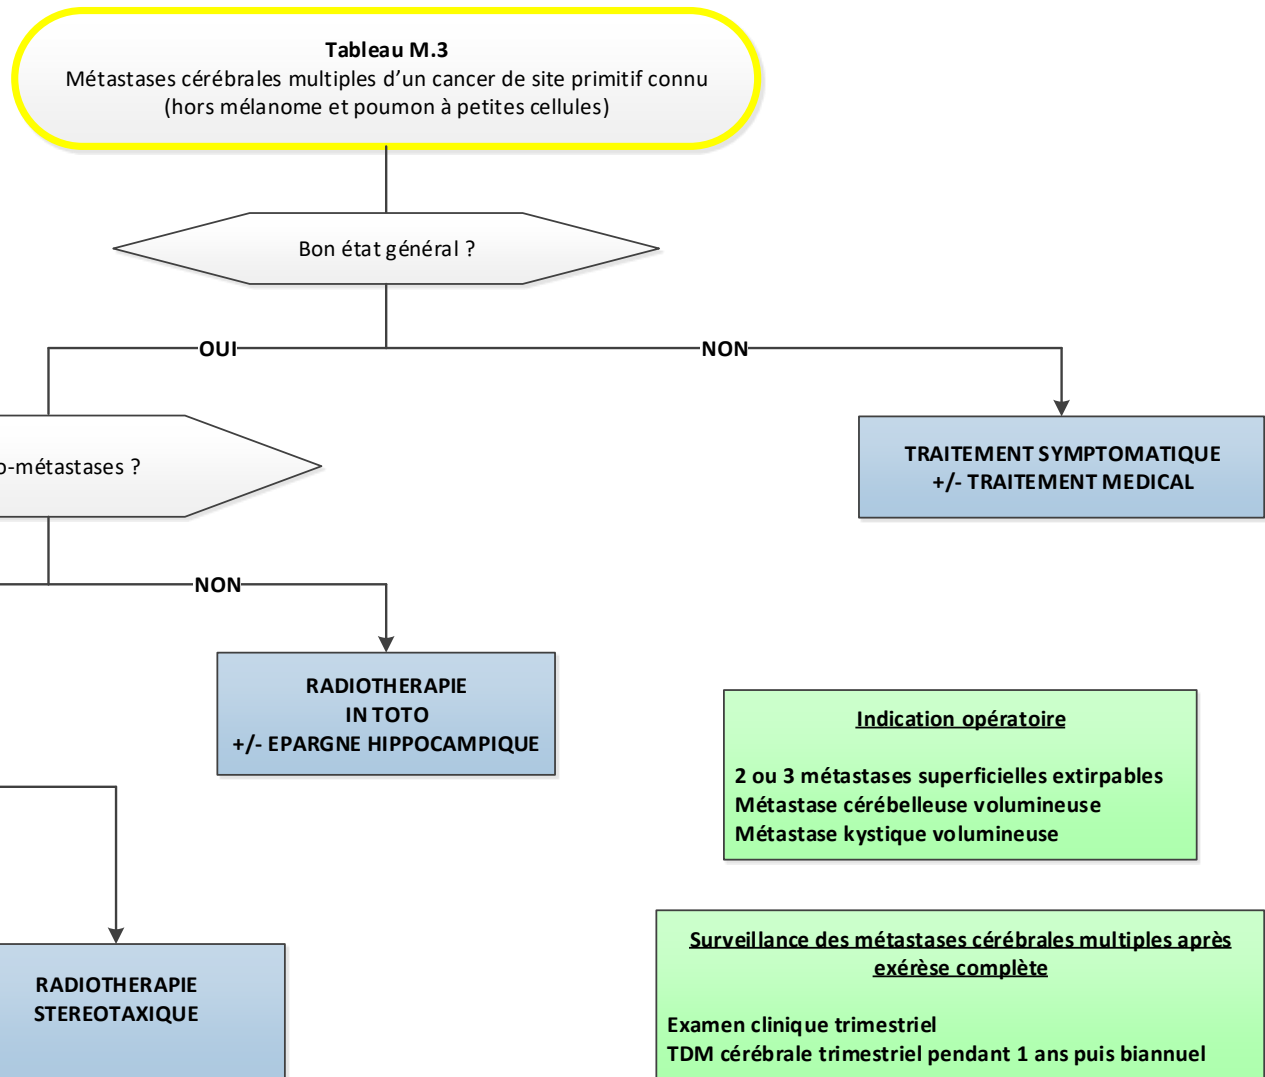 Tableau M.3
Métastases cérébrales multiples d'un cancer de site primitif connu
(hors mélanome et poumon à petites cellules)
Bon état général ?
OUI
NON
-métastases ?
TRAITEMENT SYMPTOMATIQUE
+/- TRAITEMENT MEDICAL
NON
RADIOTHERAPIE
IN TOTO
+/- EPARGNE HIPPOCAMPIQUE
Indication opératoire
2 ou 3 métastases superficielles extirpables
Métastase cérébelleuse volumineuse
Métastase kystique volumineuse
RADIOTHERAPIE
STEREOTAXIQUE
Surveillance des métastases cérébrales multiples après
exérèse complète
Examen clinique trimestriel
TDM cérébrale trimestriel pendant 1 ans puis biannuel